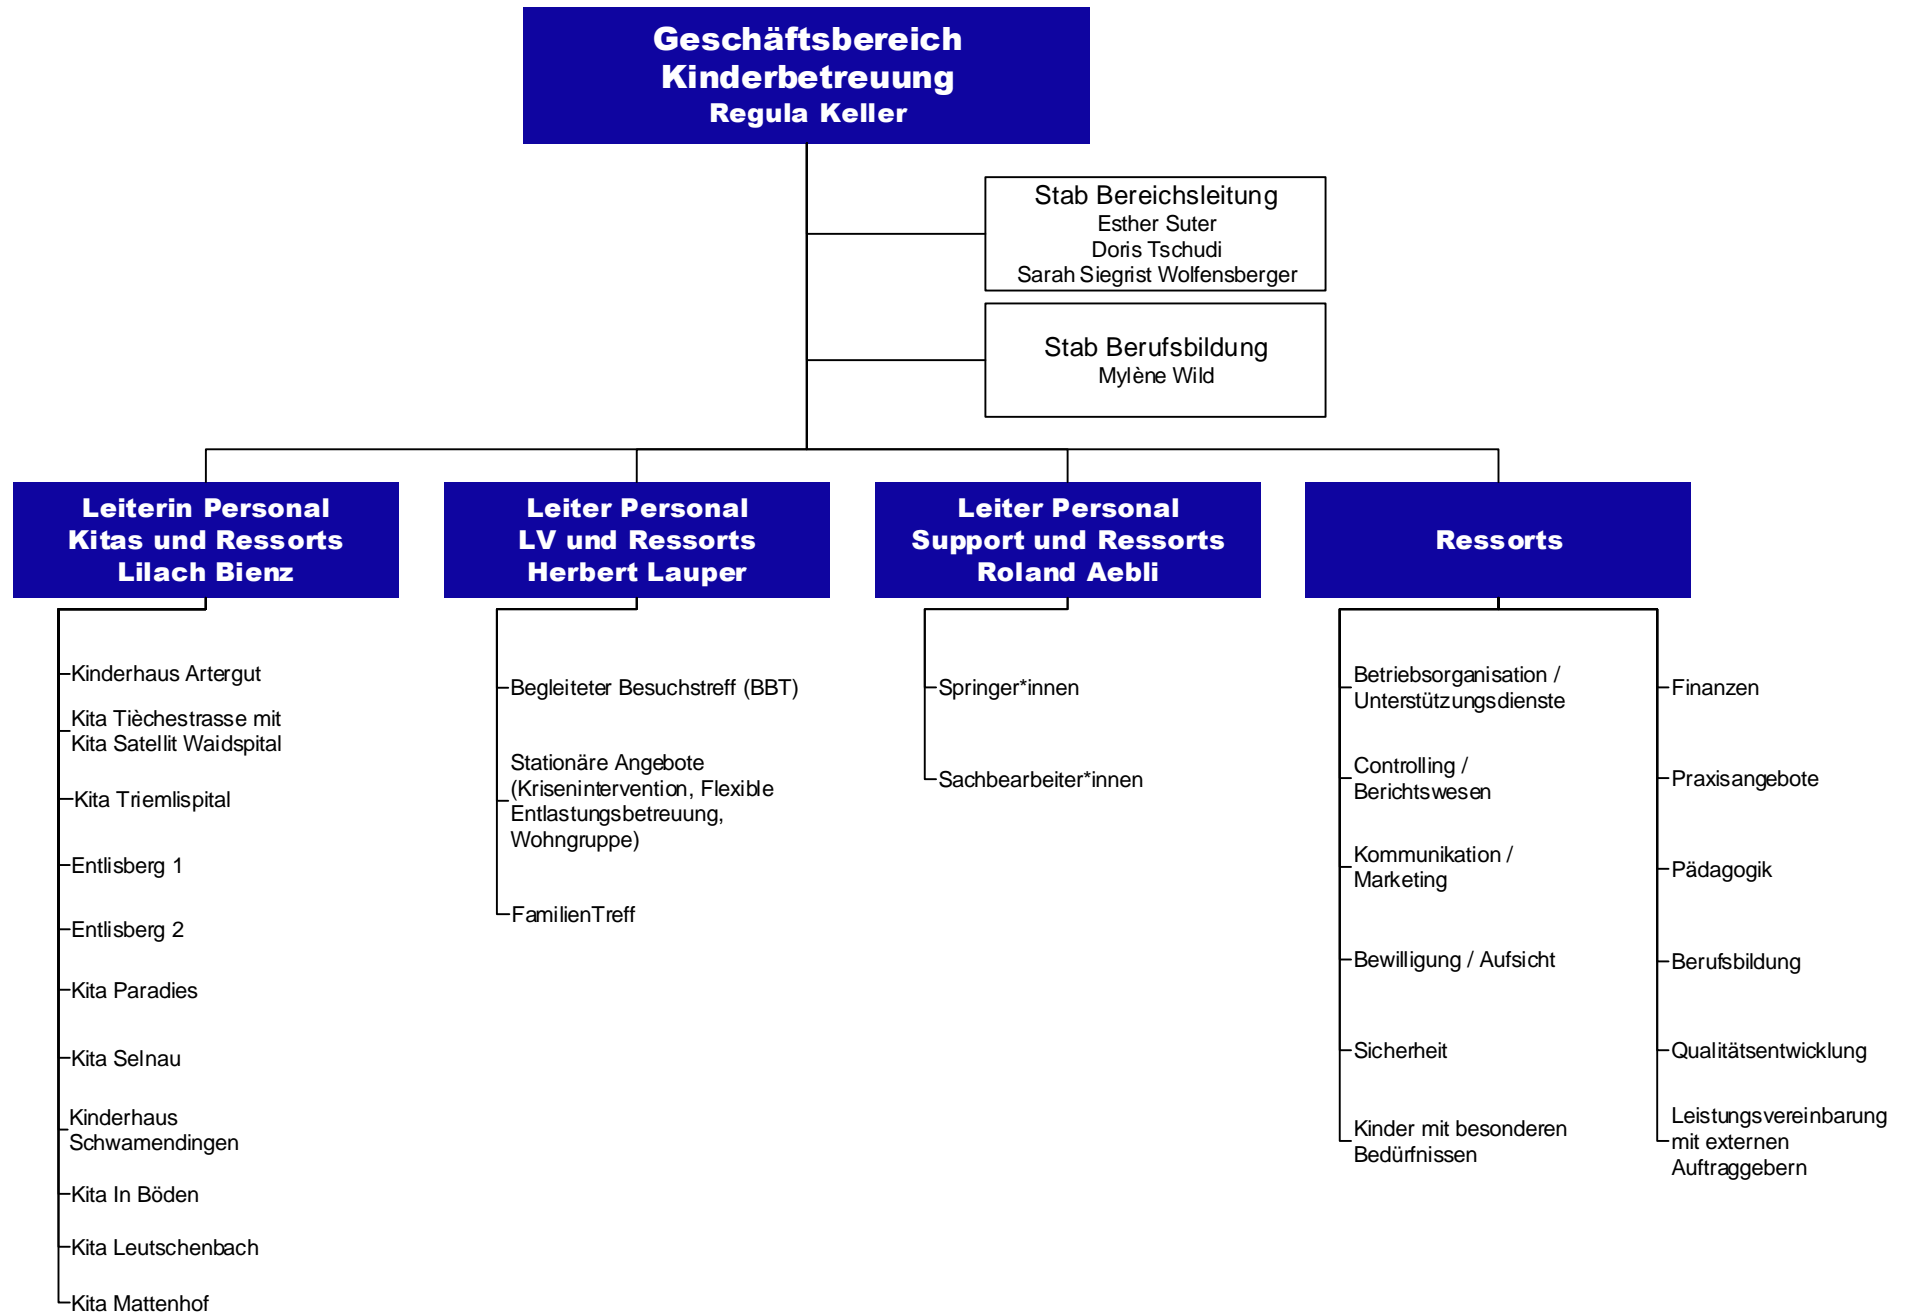 Geschäftsbereich
Kinderbetreuung
Regula Keller
Stab Bereichsleitung
Esther Suter
Doris Tschudi
Sarah Siegrist Wolfensberger
Stab Berufsbildung
Mylène Wild
Leiterin Personal
Kitas und Ressorts
Lilach Bienz
Kinderhaus Artergut
Kita Tièchestrasse mit
Kita Satellit Waidspital
Kita Triemlispital
Entlisberg 1
Entlisberg 2
Kita Paradies
Kita Selnau
Kinderhaus
Schwamendingen
Kita In Böden
Kita Leutschenbach
Kita Mattenhof
Leiter Personal
LV und Ressorts
Herbert Lauper
Begleiteter Besuchstreff (BBT)
Stationäre Angebote
(Krisenintervention, Flexible
Entlastungsbetreuung,
Wohngruppe)
FamilienTreff
Leiter Personal
Support und Ressorts
Roland Aebli
Springer*innen
Sachbearbeiter*innen
Ressorts
Betriebsorganisation /
Unterstützungsdienste
Controlling /
Berichtswesen
Kommunikation /
Marketing
Bewilligung / Aufsicht
Sicherheit
Kinder mit besonderen
Bedürfnissen
Finanzen
Praxisangebote
Pädagogik
Berufsbildung
Qualitätsentwicklung
Leistungsvereinbarung
mit externen
Auftraggebern